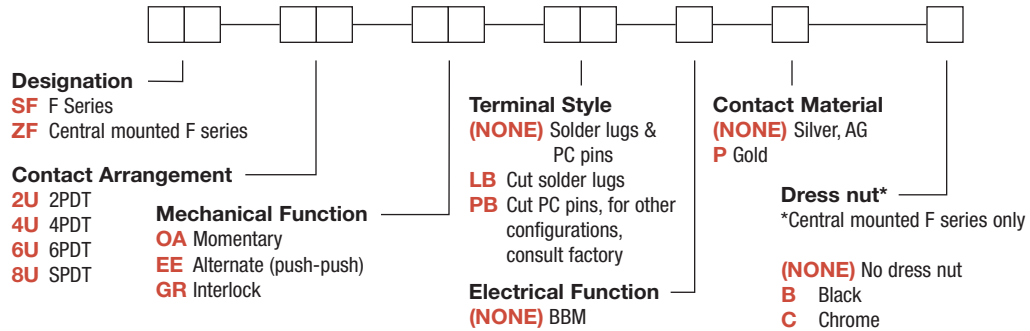 Designation
SF F Series
ZF Central mounted F series
Contact Arrangement
2U 2PDT
4U 4PDT
6U 6PDT
8U SPDT
Mechanical Function
OA Momentary
EE Alternate (push-push)
GR Interlock
Terminal Style
(NONE) Solder lugs &
PC pins
LB Cut solder lugs
PB Cut PC pins, for other
configurations,
consult factory
Electrical Function
(NONE) BBM
Contact Material
(NONE) Silver, AG
P Gold
Dress nut*
*Central mounted F series only
(NONE) No dress nut
B Black
C Chrome